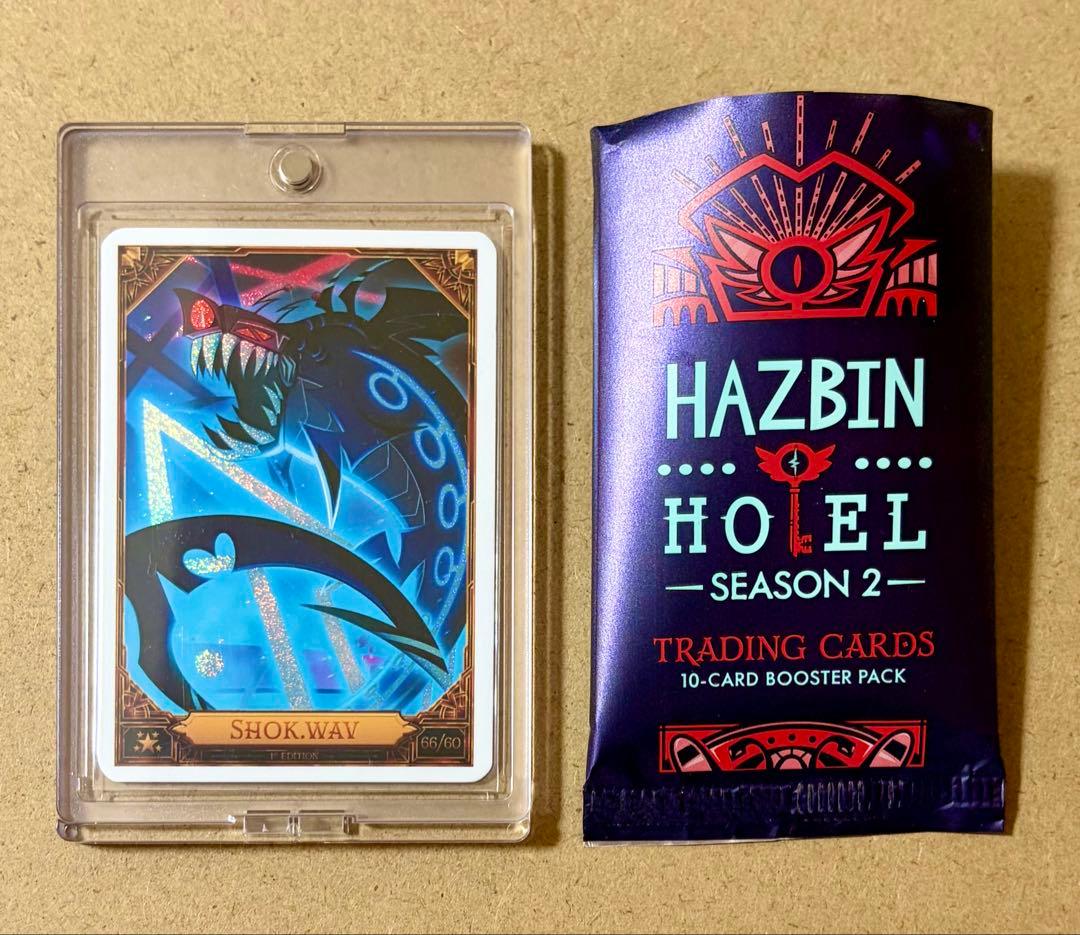 SHOK.WAV
1ST EDITION
66/60
HAZBIN
HOTEL
SEASON 2
TRADING CARDS
10-CARD BOOSTER PACK